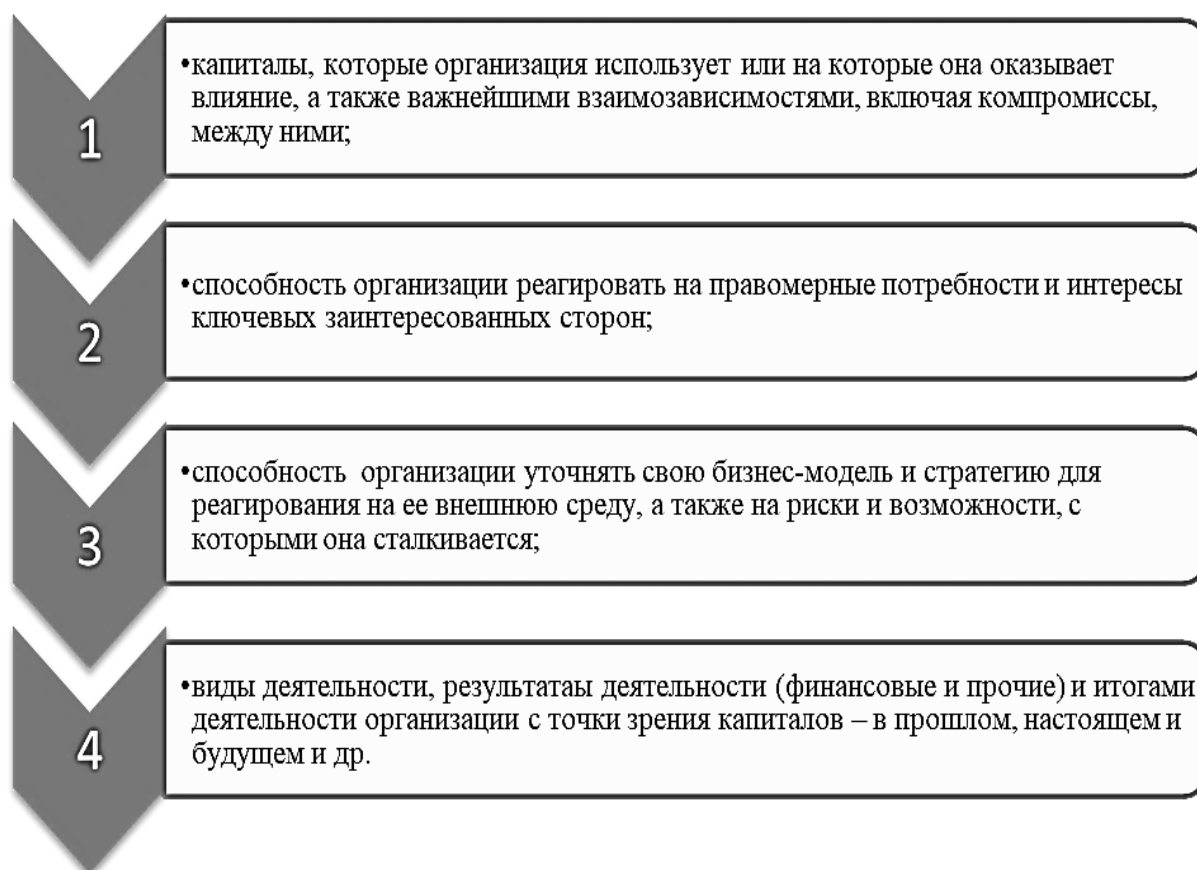 1
•капиталы, которые организация использует или на которые она оказывает
влияние, а также важнейшими взаимозависимостями, включая компромиссы,
между ними;
2
•способность организации реагировать на правомерные потребности и интересы
ключевых заинтересованных сторон;
3
•способность организации уточнять свою бизнес-модель и стратегию для
реагирования на ее внешнюю среду, а также на риски и возможности, с
которыми она сталкивается;
4
•виды деятельности, результатаы деятельности (финансовые и прочие) и итогами
деятельности организации с точки зрения капиталов – в прошлом, настоящем и
будущем и др.